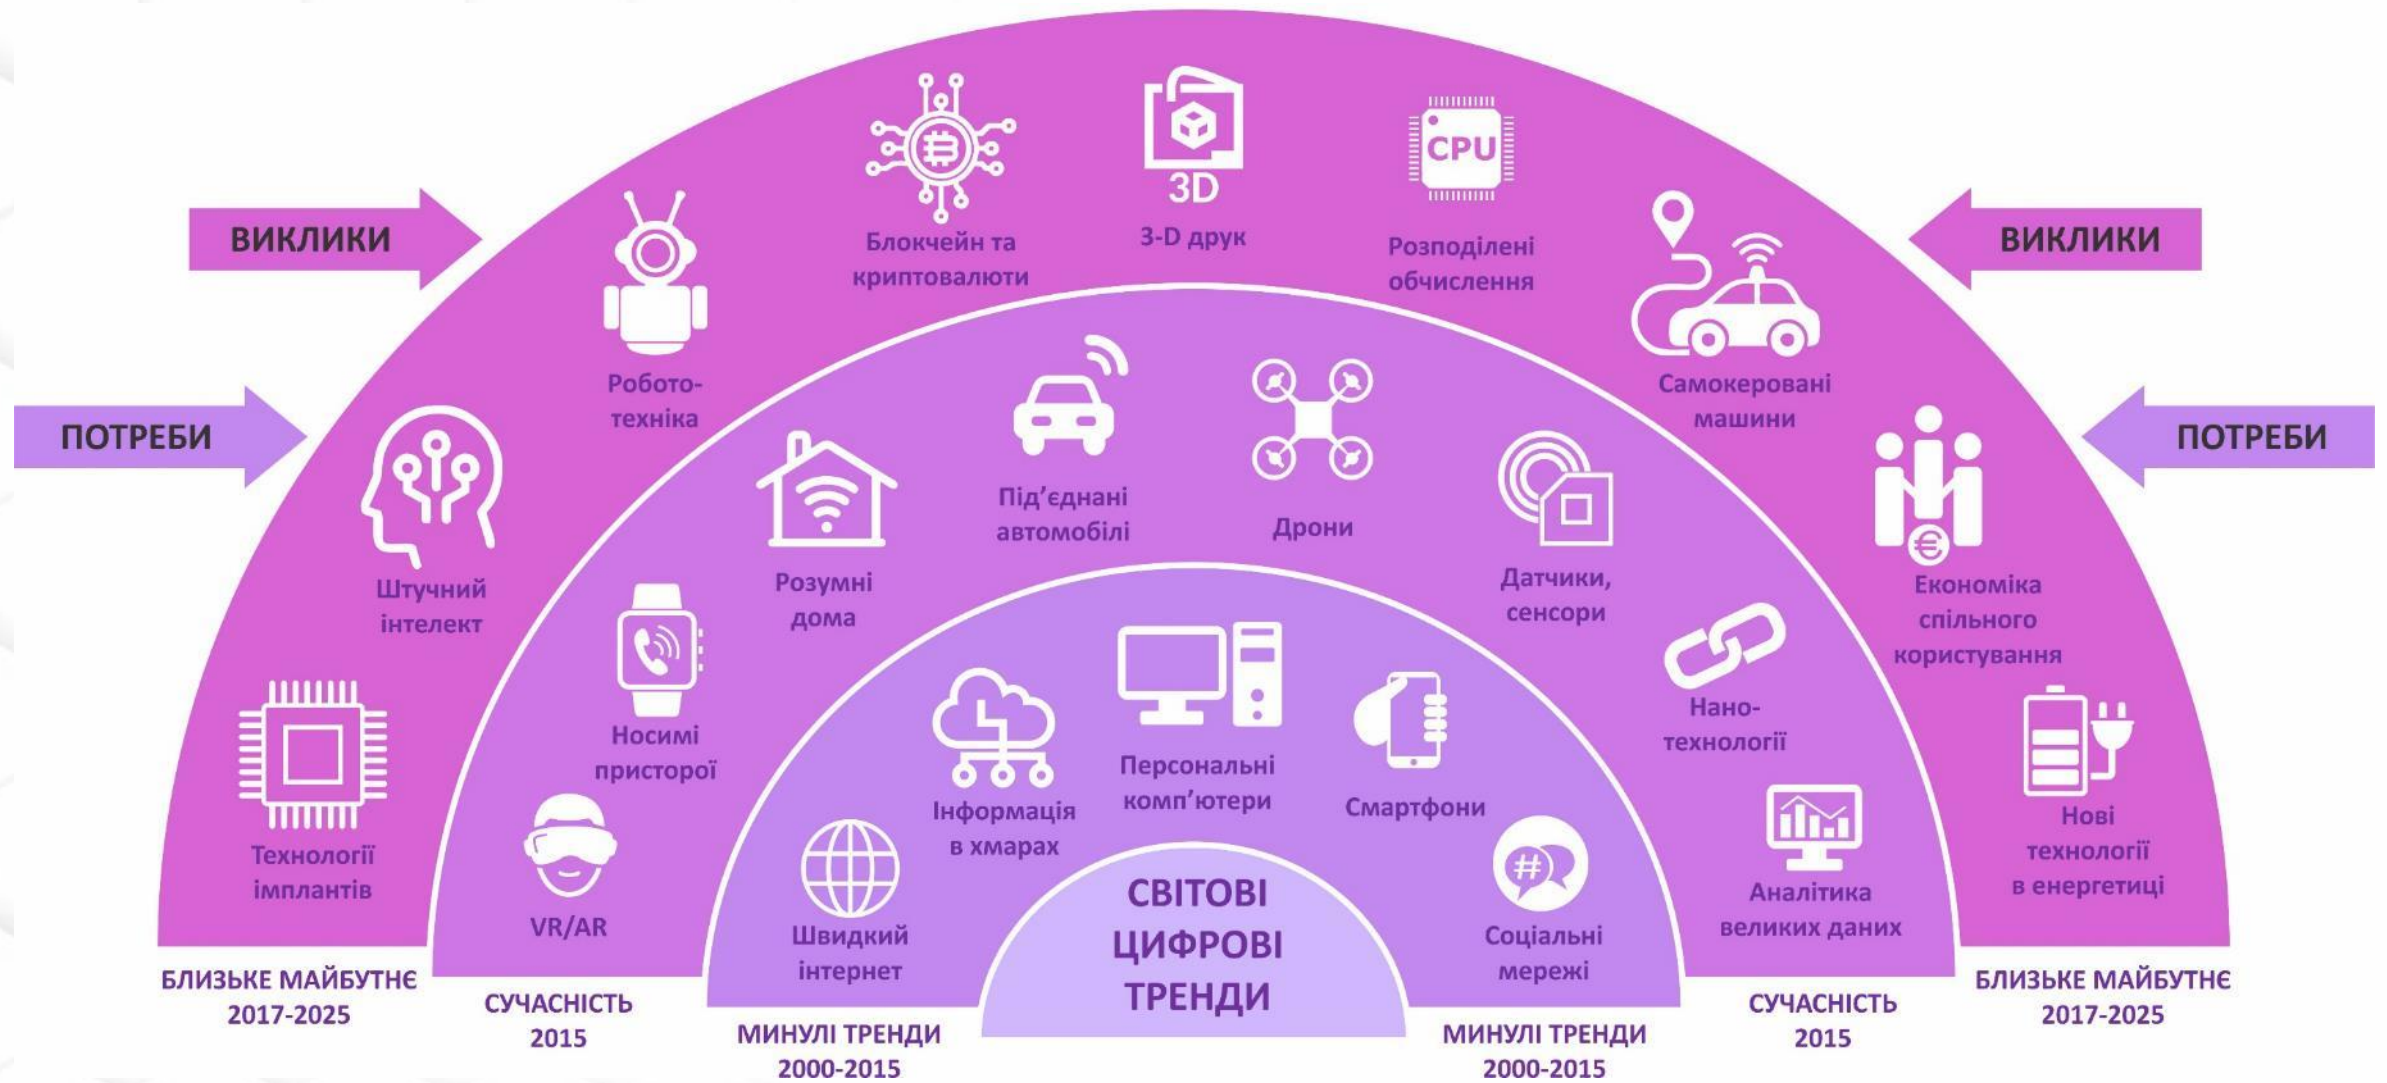 ВИКЛИКИ
ПОТРЕБИ
ВИКЛИКИ
ПОТРЕБИ
Технології
імплантів
Штучний
інтелект
Робото-
техніка
Блокчейн та
криптовалюти
3D
3-D друк
CPU
Розподілені
обчислення
Самокеровані
машини
€
Економіка
спільного
користування
Нові
технології
в енергетиці
VR/AR
Носимі
присторої
Розумні
дома
Під’єднані
автомобілі
Дрони
Датчики,
сенсори
Нано-
технології
Аналітика
великих даних
Швидкий
інтернет
Інформація
в хмарах
Персональні
комп’ютери
Смартфони
#
Соціальні
мережі
СВІТОВІ
ЦИФРОВІ
ТРЕНДИ
БЛИЗЬКЕ МАЙБУТНЄ
2017-2025
СУЧАСНІСТЬ
2015
МИНУЛІ ТРЕНДИ
2000-2015
МИНУЛІ ТРЕНДИ
2000-2015
СУЧАСНІСТЬ
2015
БЛИЗЬКЕ МАЙБУТНЄ
2017-2025